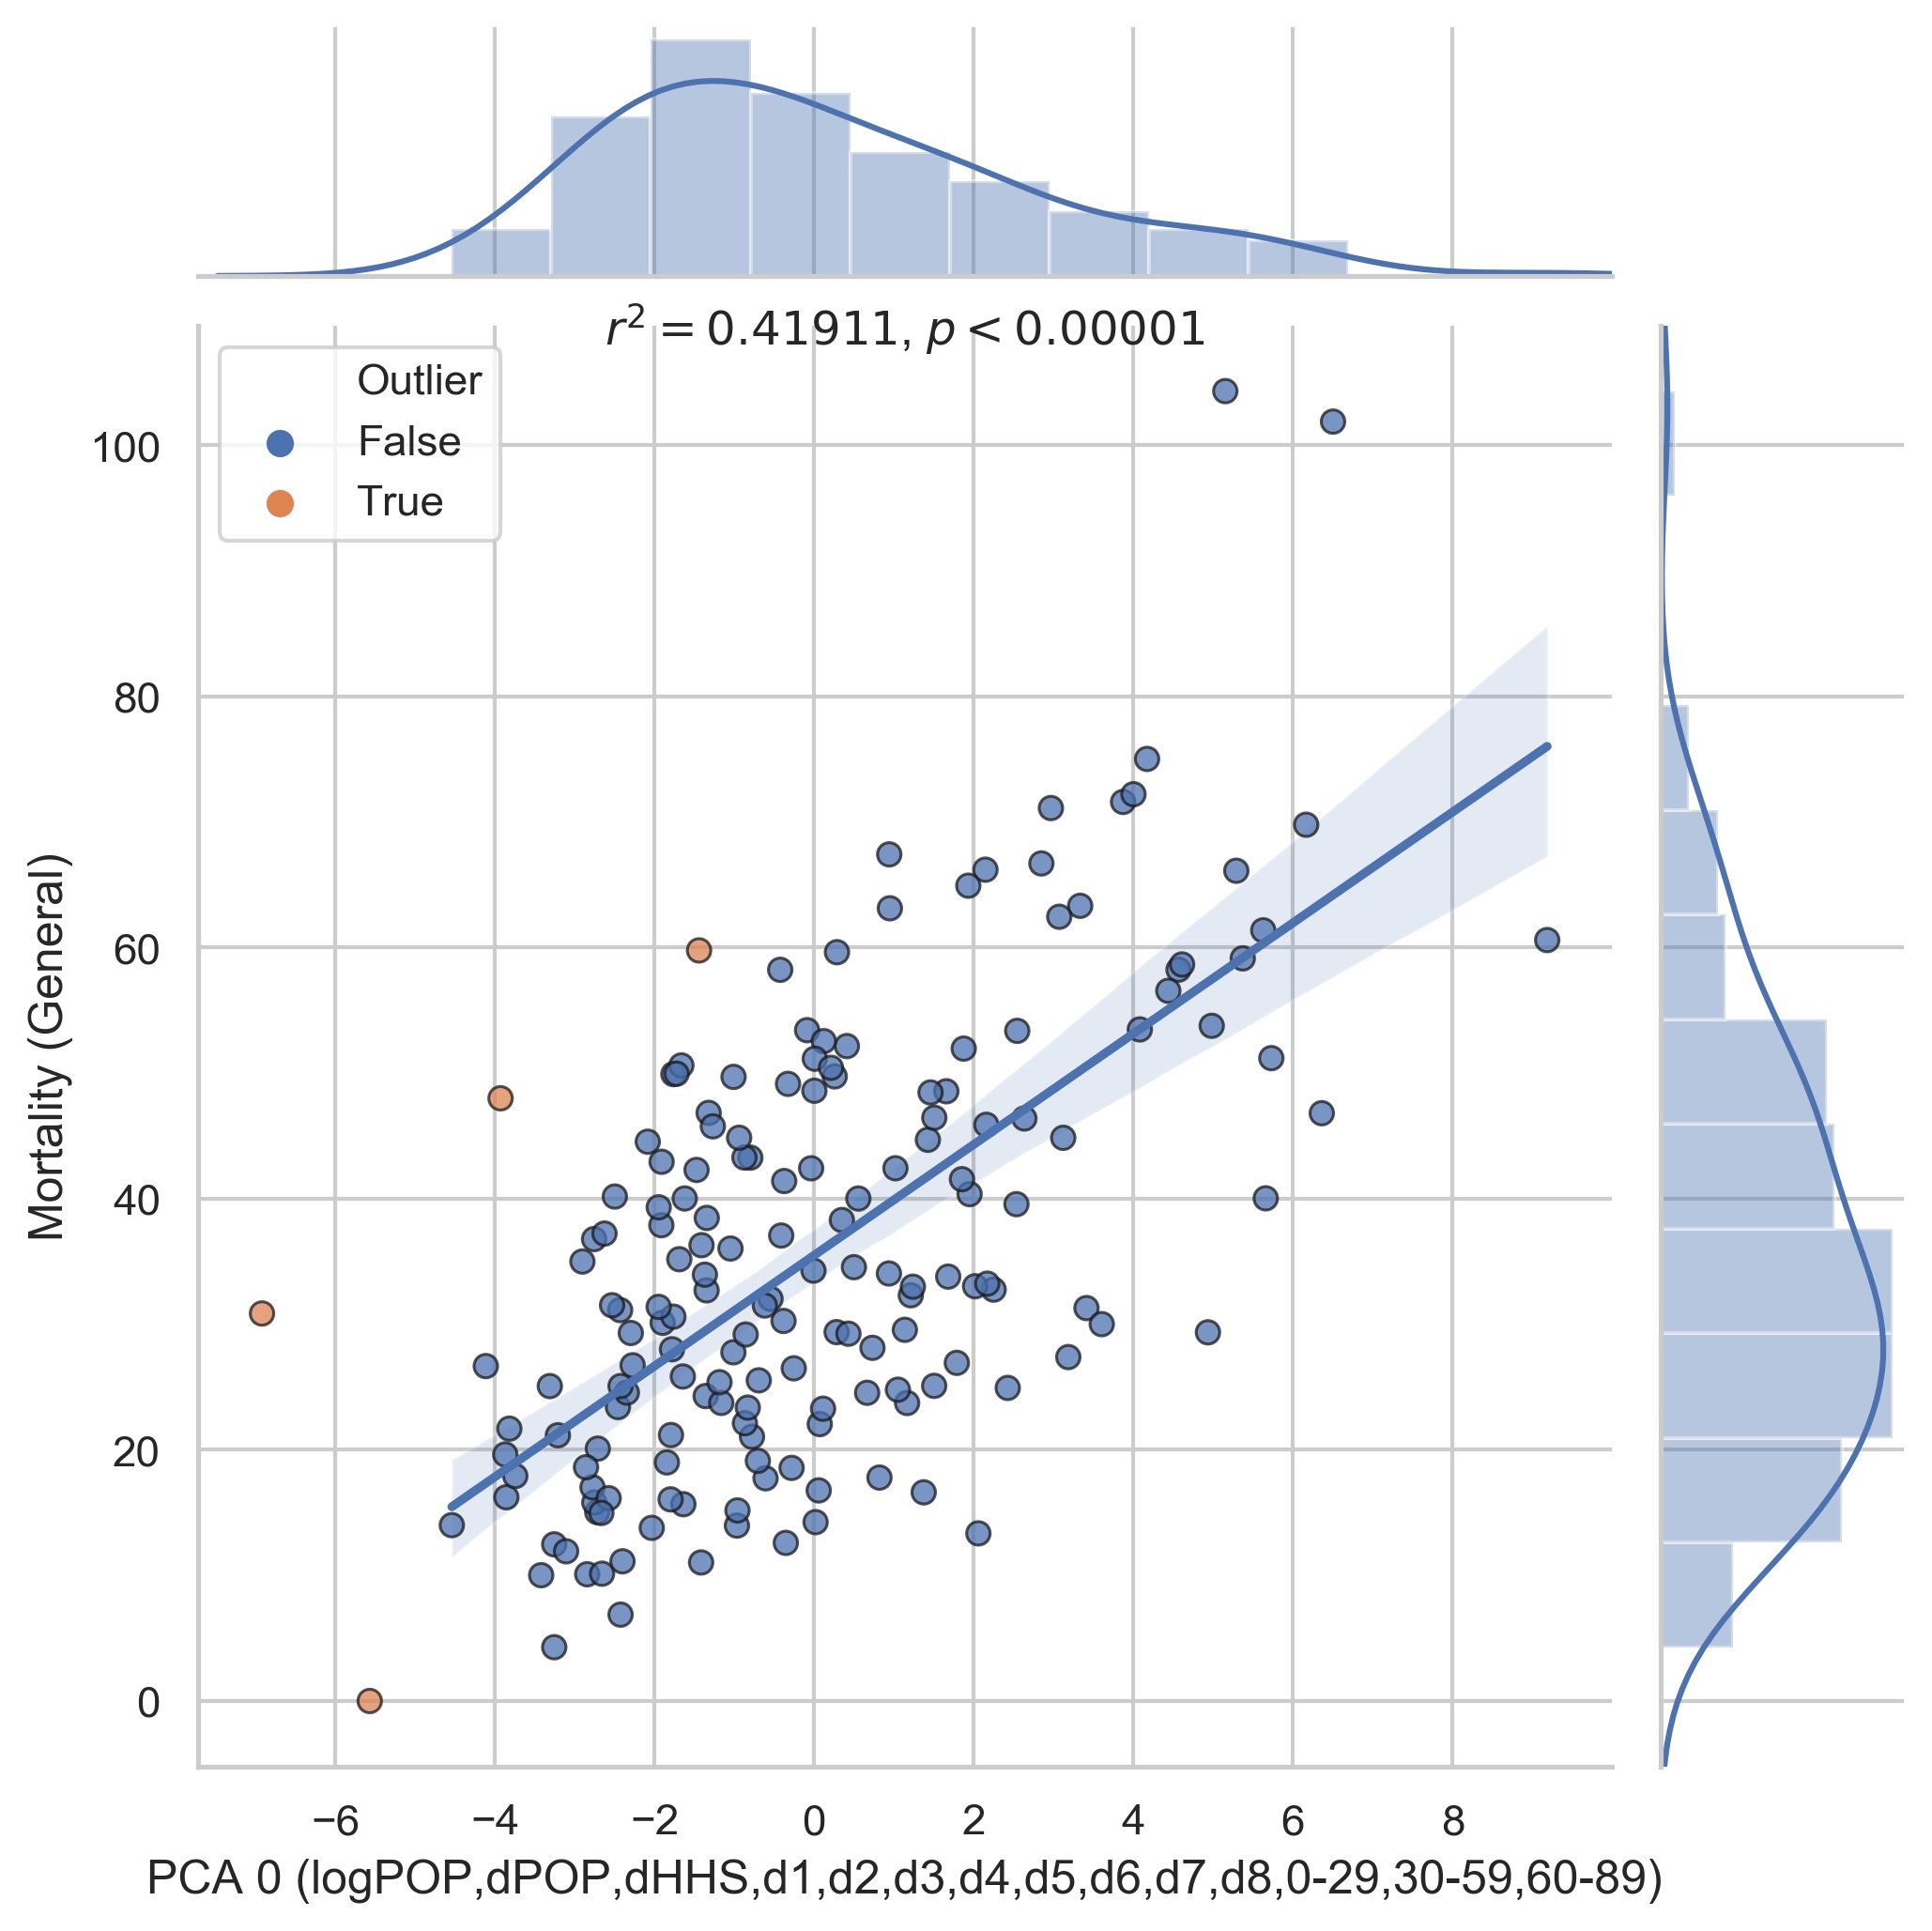 r² = 0.41911, p < 0.00001
Outlier
False
True
100
80
60
40
20
0
Mortality (General)
−6 −4 −2 0 2 4 6 8
PCA 0 (logPOP,dPOP,dHHS,d1,d2,d3,d4,d5,d6,d7,d8,0-29,30-59,60-89)